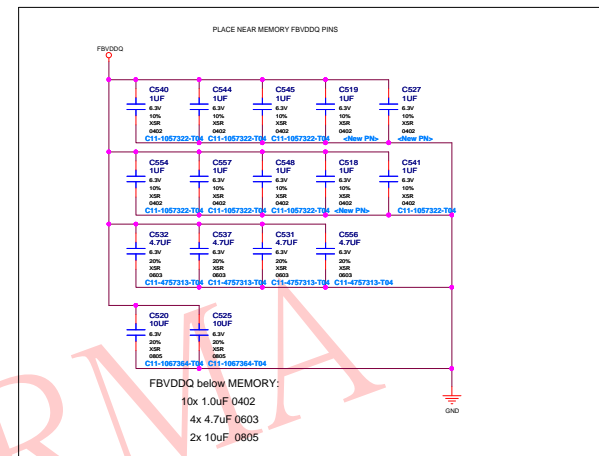 PLACE NEAR MEMORY FBVDDQ PINS
FBVDDQ
C540 C544 C545 C519 C527
1UF 1UF 1UF 1UF 1UF
6.3V 6.3V 6.3V 6.3V 6.3V
10% 10% 10% 10% 10%
X5R X5R X5R X5R X5R
0402 0402 0402 0402 0402
C11-1057322-T04 C11-1057322-T04 C11-1057322-T04 <New PN> <New PN>
C554 C557 C548 C518 C541
1UF 1UF 1UF 1UF 1UF
6.3V 6.3V 6.3V 6.3V 6.3V
10% 10% 10% 10% 10%
X5R X5R X5R X5R X5R
0402 0402 0402 0402 0402
C11-1057322-T04 C11-1057322-T04 C11-1057322-T04 <New PN> C11-1057322-T04
C532 C537 C531 C556
4.7UF 4.7UF 4.7UF 4.7UF
6.3V 6.3V 6.3V 6.3V
20% 20% 20% 20%
X5R X5R X5R X5R
0603 0603 0603 0603
C11-4757313-T04 C11-4757313-T04 C11-4757313-T04 C11-4757313-T04
C520 C525
10UF 10UF
6.3V 6.3V
20% 20%
X5R X5R
0805 0805
C11-1067364-T04 C11-1067364-T04
FBVDDQ below MEMORY:
10x 1.0uF 0402
4x 4.7uF 0603
2x 10uF 0805
GND
RMA